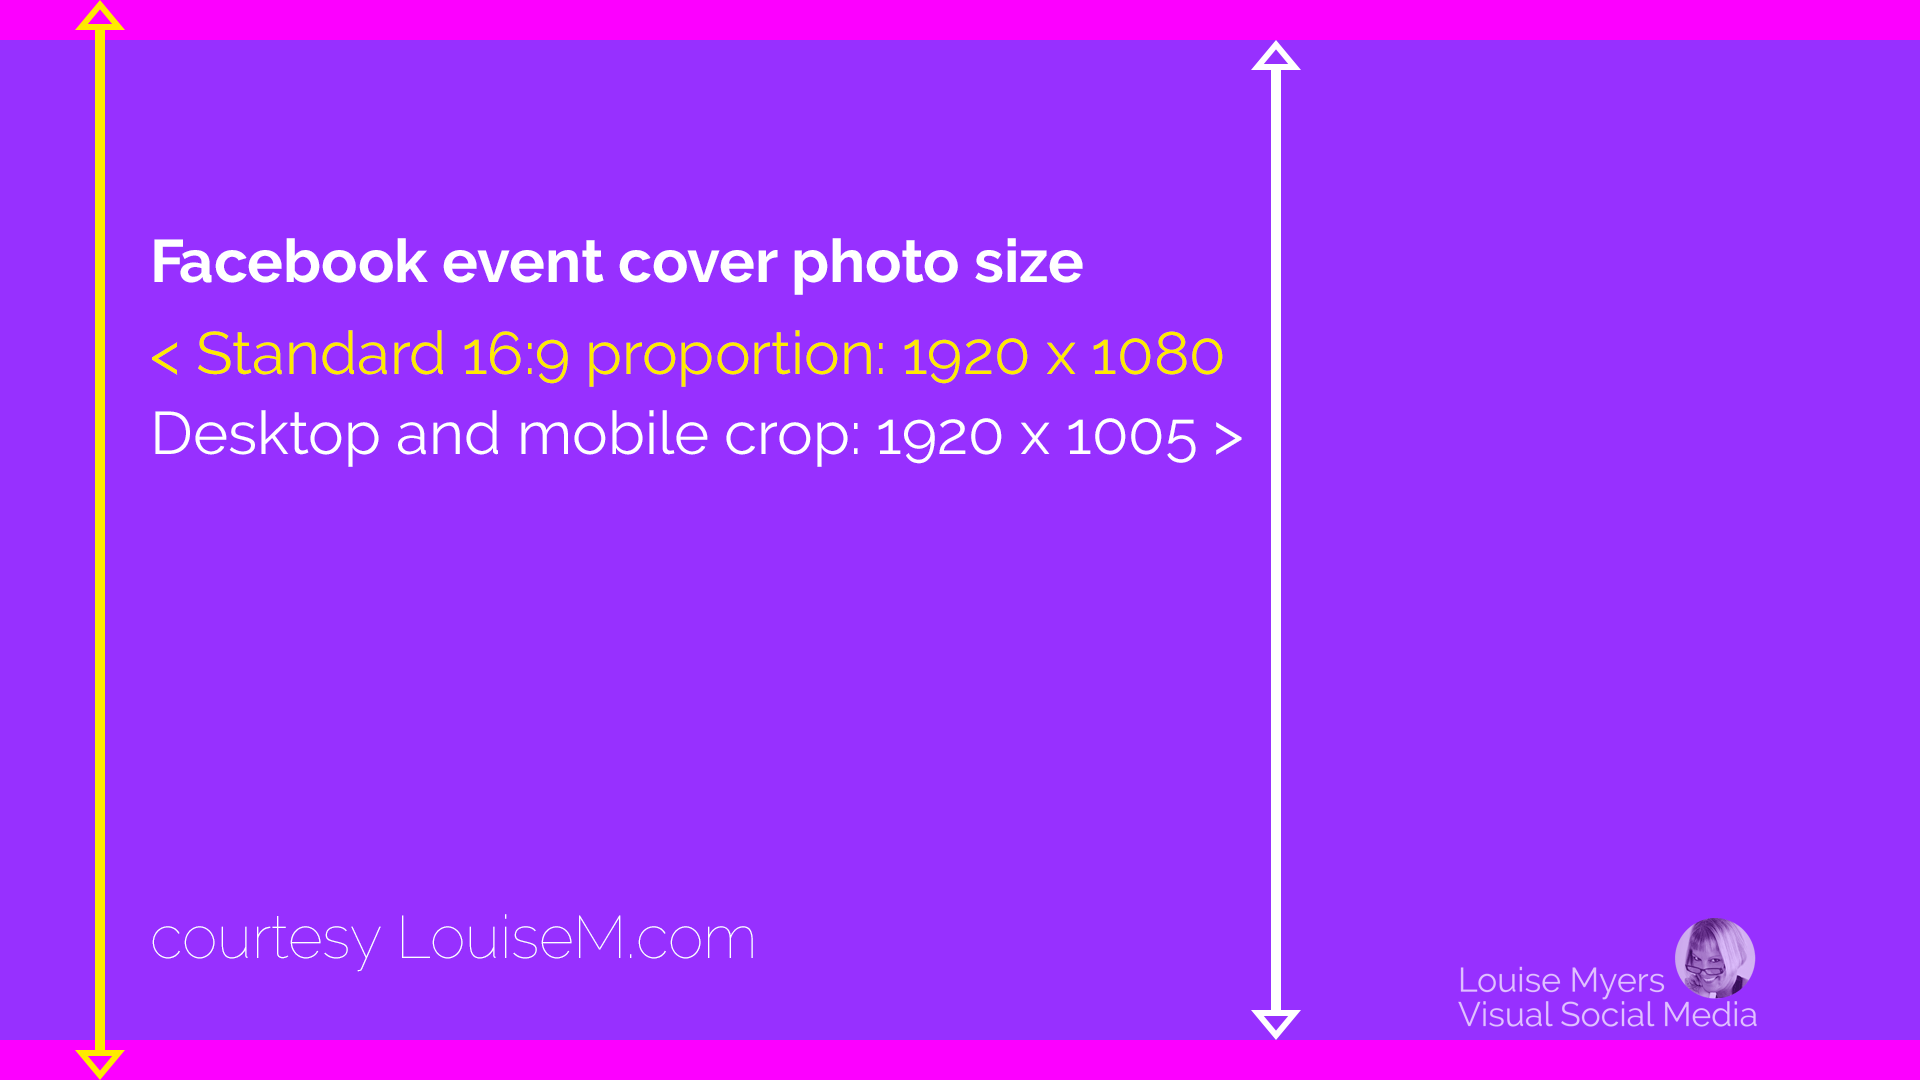 Facebook event cover photo size
< Standard 16:9 proportion: 1920 x 1080
Desktop and mobile crop: 1920 x 1005 >
courtesy LouiseM.com
Louise Myers
Visual Social Media